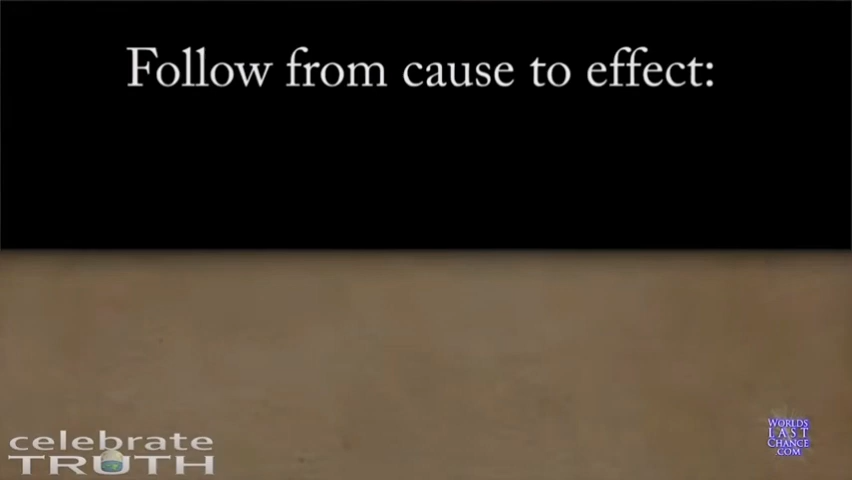 Follow from cause to effect:
celebrate
TRUTH
WORLDS
LAST
CHANCE
.COM